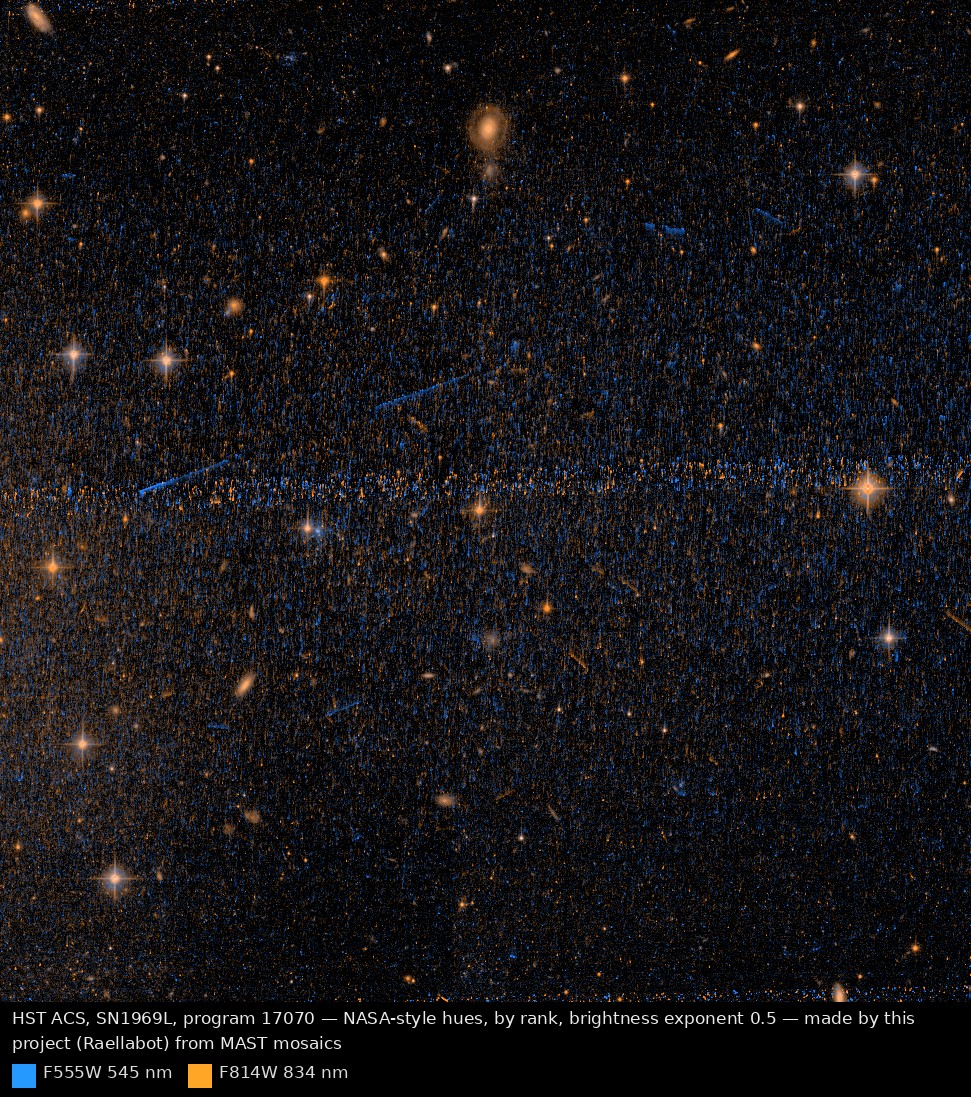 HST ACS, SN1969L, program 17070 — NASA-style hues, by rank, brightness exponent 0.5 — made by this
project (Raellabot) from MAST mosaics
F555W 545 nm F814W 834 nm